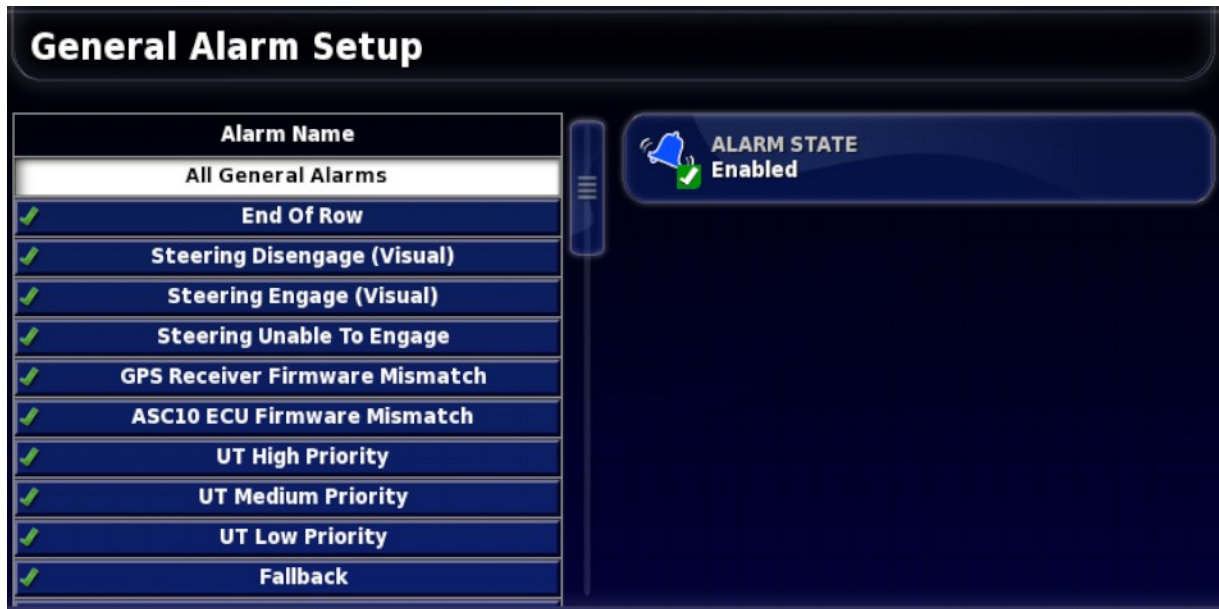 General Alarm Setup
Alarm Name
All General Alarms
End Of Row
Steering Disengage (Visual)
Steering Engage (Visual)
Steering Unable To Engage
GPS Receiver Firmware Mismatch
ASC10 ECU Firmware Mismatch
UT High Priority
UT Medium Priority
UT Low Priority
Fallback
ALARM STATE
Enabled